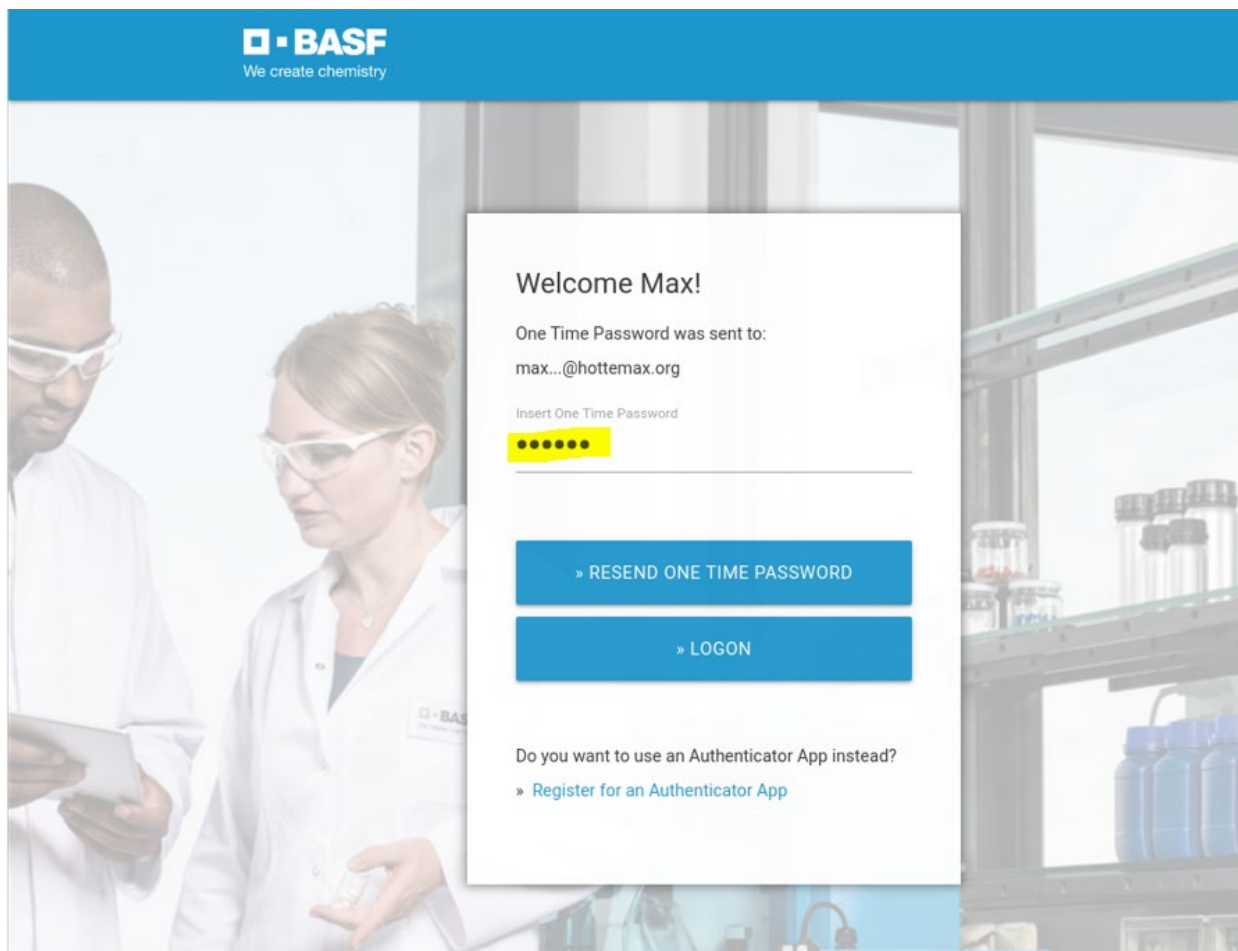 BASF
We create chemistry
Welcome Max!
One Time Password was sent to:
max...@hottemax.org
Insert One Time Password
••••••
» RESEND ONE TIME PASSWORD
» LOGON
Do you want to use an Authenticator App instead?
» Register for an Authenticator App